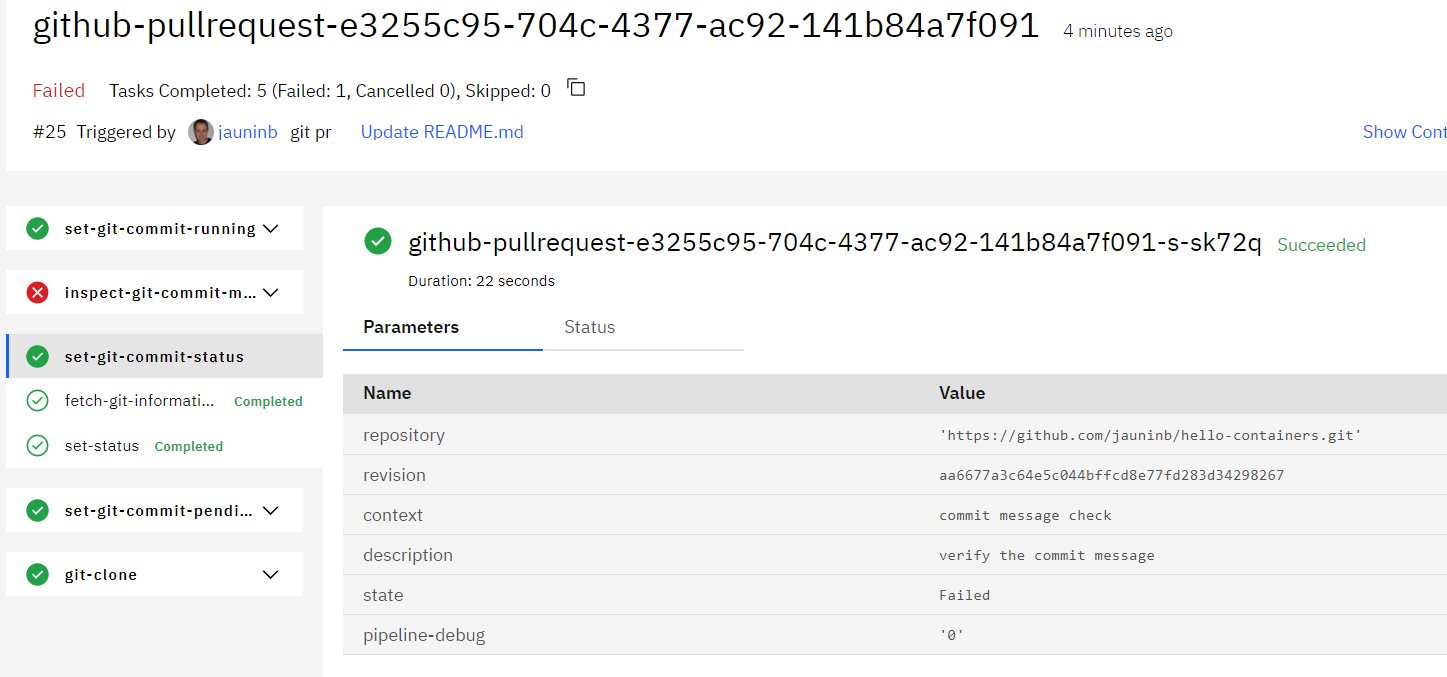 github-pullrequest-e3255c95-704c-4377-ac92-141b84a7f091 4 minutes ago
Failed Tasks Completed: 5 (Failed: 1, Cancelled 0), Skipped: 0
#25 Triggered by jauninb git pr Update README.md Show Cont
set-git-commit-running
inspect-git-commit-m...
set-git-commit-status
fetch-git-informati... Completed
set-status Completed
set-git-commit-pendi...
git-clone
github-pullrequest-e3255c95-704c-4377-ac92-141b84a7f091-s-sk72q Succeeded
Duration: 22 seconds
Parameters Status
Name Value
repository 'https://github.com/jauninb/hello-containers.git'
revision aa6677a3c64e5c044bffcd8e77fd283d34298267
context commit message check
description verify the commit message
state Failed
pipeline-debug '0'